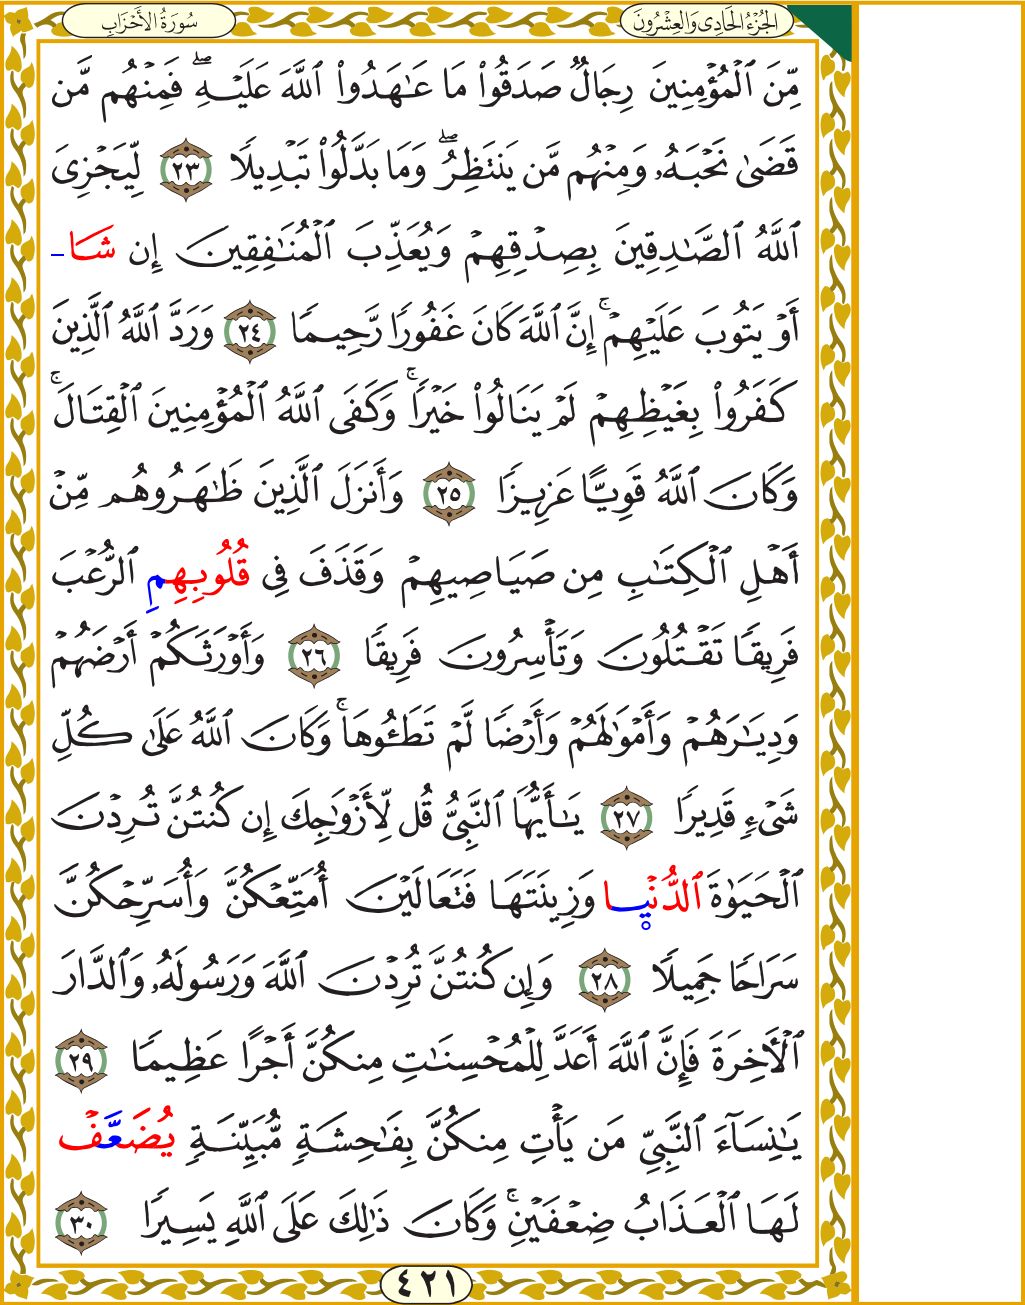 الجُزْءُ الحَادِى وَالعِشْرُونَ
سُورَةُ الأَحْزَابِ
مِّنَ ٱلْمُؤْمِنِينَ رِجَالٌ صَدَقُوا۟ مَا عَـٰهَدُوا۟ ٱللَّهَ عَلَيْهِ ۖ فَمِنْهُم مَّن
قَضَىٰ نَحْبَهُۥ وَمِنْهُم مَّن يَنتَظِرُ ۖ وَمَا بَدَّلُوا۟ تَبْدِيلًا ٢٣ لِّيَجْزِىَ
ٱللَّهُ ٱلصَّـٰدِقِينَ بِصِدْقِهِمْ وَيُعَذِّبَ ٱلْمُنَـٰفِقِينَ إِن شَا-
أَوْ يَتُوبَ عَلَيْهِمْ ۚ إِنَّ ٱللَّهَ كَانَ غَفُورًا رَّحِيمًا ٢٤ وَرَدَّ ٱللَّهُ ٱلَّذِينَ
كَفَرُوا۟ بِغَيْظِهِمْ لَمْ يَنَالُوا۟ خَيْرًا ۚ وَكَفَى ٱللَّهُ ٱلْمُؤْمِنِينَ ٱلْقِتَالَ ۚ
وَكَانَ ٱللَّهُ قَوِيًّا عَزِيزًا ٢٥ وَأَنزَلَ ٱلَّذِينَ ظَـٰهَرُوهُم مِّنْ
أَهْلِ ٱلْكِتَـٰبِ مِن صَيَاصِيهِمْ وَقَذَفَ فِى قُلُوبِهِمِ ٱلرُّعْبَ
فَرِيقًا تَقْتُلُونَ وَتَأْسِرُونَ فَرِيقًا ٢٦ وَأَوْرَثَكُمْ أَرْضَهُمْ
وَدِيَـٰرَهُمْ وَأَمْوَٰلَهُمْ وَأَرْضًا لَّمْ تَطَـُٔوهَا ۚ وَكَانَ ٱللَّهُ عَلَىٰ كُلِّ
شَىْءٍ قَدِيرًا ٢٧ يَـٰٓأَيُّهَا ٱلنَّبِىُّ قُل لِّأَزْوَٰجِكَ إِن كُنتُنَّ تُرِدْنَ
ٱلْحَيَوٰةَ ٱلدُّنْيا وَزِينَتَهَا فَتَعَالَيْنَ أُمَتِّعْكُنَّ وَأُسَرِّحْكُنَّ
سَرَاحًا جَمِيلًا ٢٨ وَإِن كُنتُنَّ تُرِدْنَ ٱللَّهَ وَرَسُولَهُۥ وَٱلدَّارَ
ٱلْـَٔاخِرَةَ فَإِنَّ ٱللَّهَ أَعَدَّ لِلْمُحْسِنَـٰتِ مِنكُنَّ أَجْرًا عَظِيمًا ٢٩
يَـٰنِسَآءَ ٱلنَّبِىِّ مَن يَأْتِ مِنكُنَّ بِفَـٰحِشَةٍ مُّبَيِّنَةٍ يُضَعَّفْ
لَهَا ٱلْعَذَابُ ضِعْفَيْنِ ۚ وَكَانَ ذَٰلِكَ عَلَى ٱللَّهِ يَسِيرًا ٣٠
٤٢١